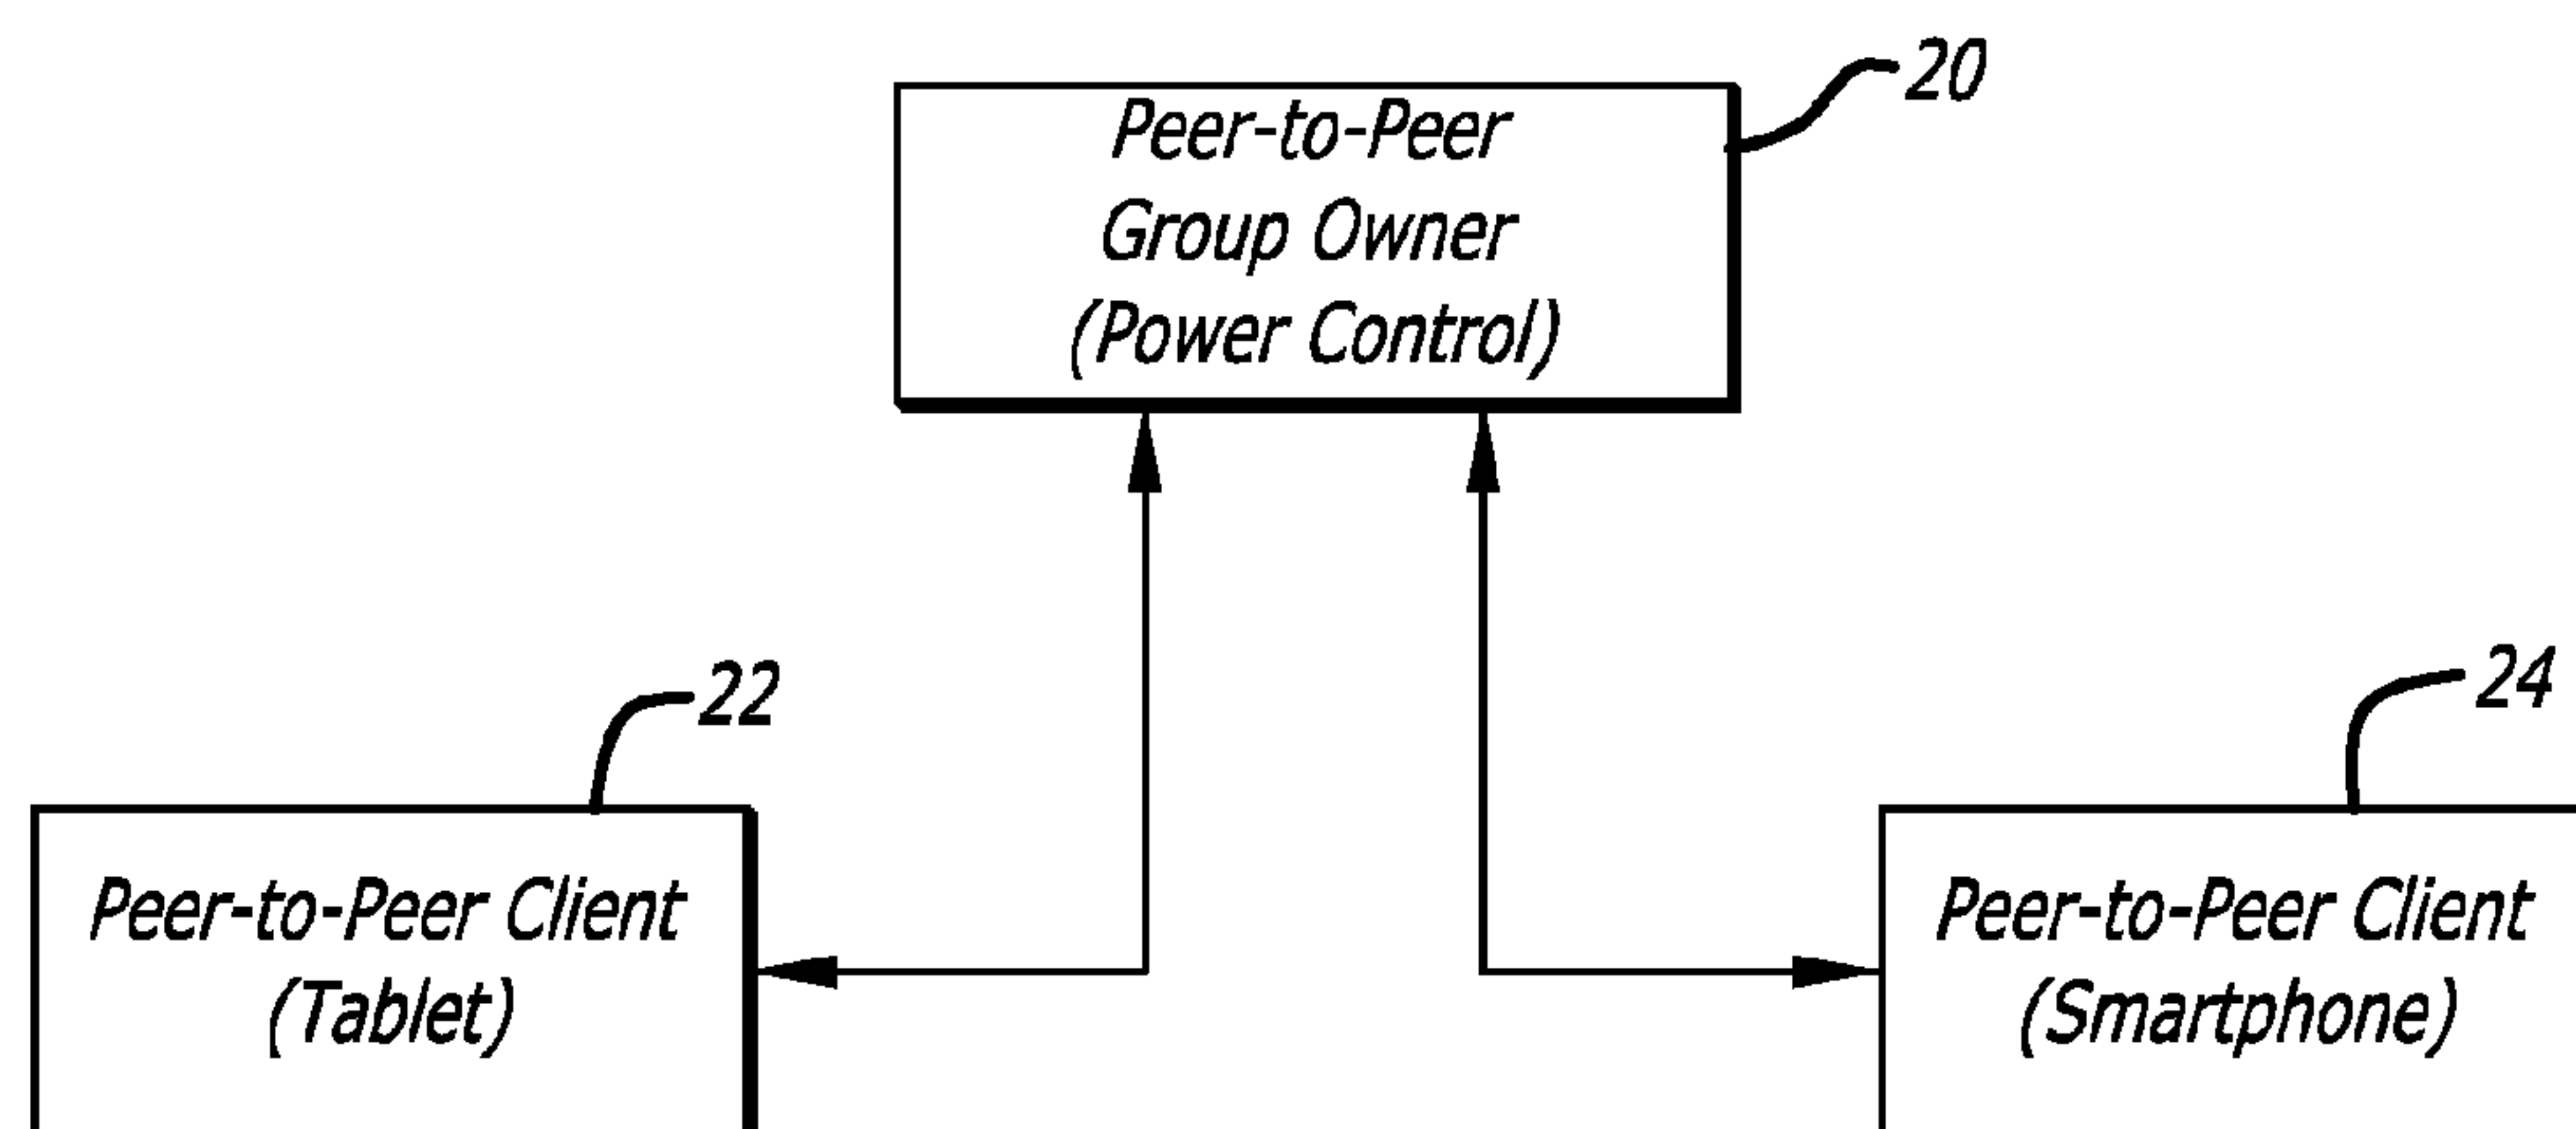 20
Peer-to-Peer
Group Owner
(Power Control)
22
24
Peer-to-Peer Client
(Tablet)
Peer-to-Peer Client
(Smartphone)